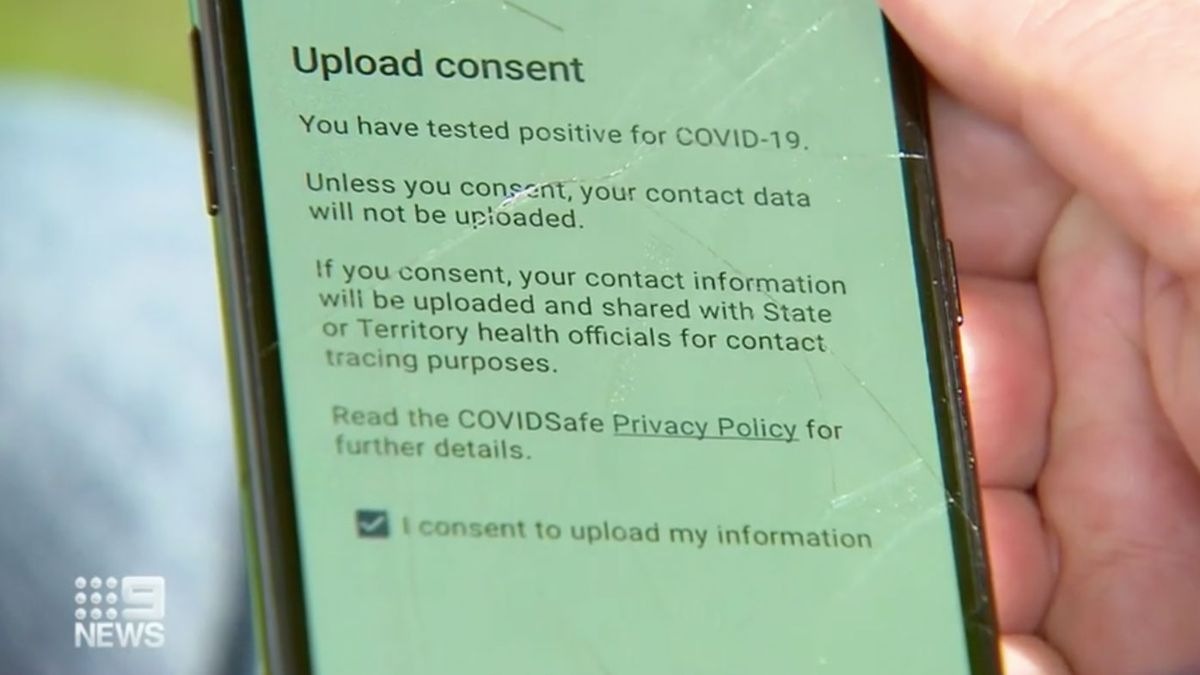 Upload consent
You have tested positive for COVID-19.
Unless you consent, your contact data
will not be uploaded.
If you consent, your contact information
will be uploaded and shared with State
or Territory health officials for contact
tracing purposes.
Read the COVIDSafe Privacy Policy for
further details.
I consent to upload my information
9
NEWS